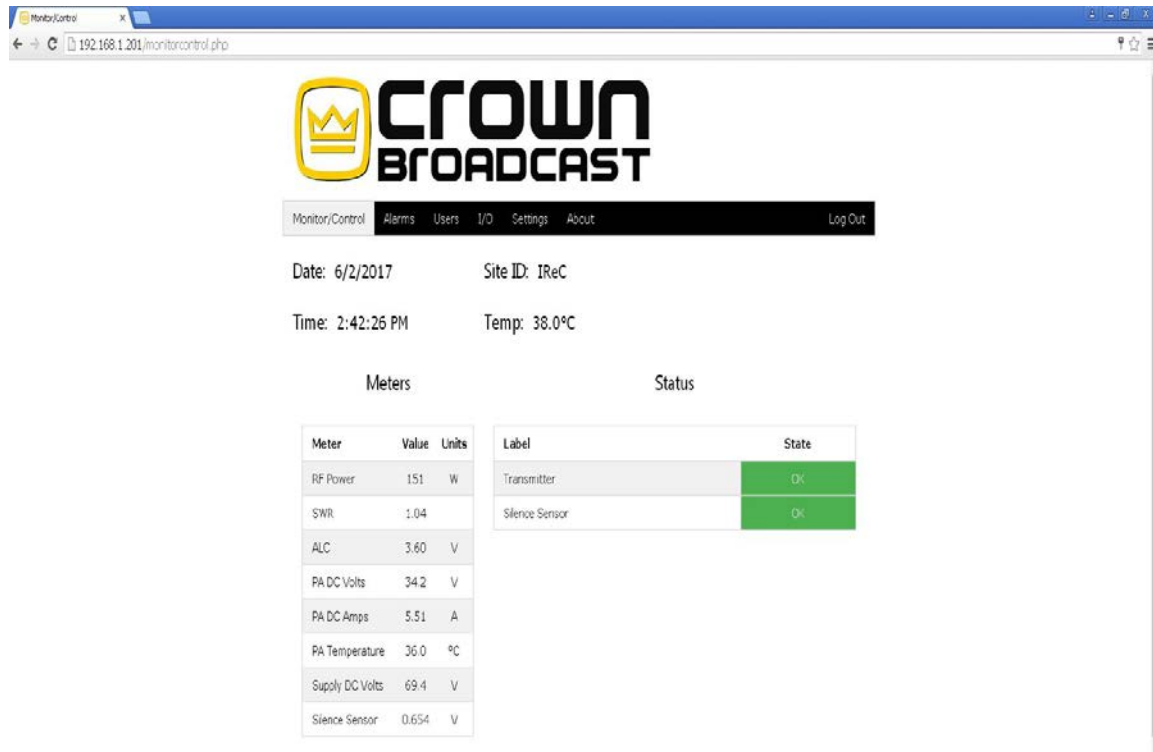 Monitor/Control
192.168.1.201/monitorcontrol.php
crown
BROADCAST
Monitor/Control Alarms Users I/O Settings About Log Out
Date: 6/2/2017 Site ID: IReC
Time: 2:42:26 PM Temp: 38.0°C
Meters Status
Meter Value Units Label State
RF Power 151 W Transmitter OK
SWR 1.04 Silence Sensor OK
ALC 3.60 V
PA DC Volts 34.2 V
PA DC Amps 5.51 A
PA Temperature 36.0 °C
Supply DC Volts 69.4 V
Silence Sensor 0.654 V